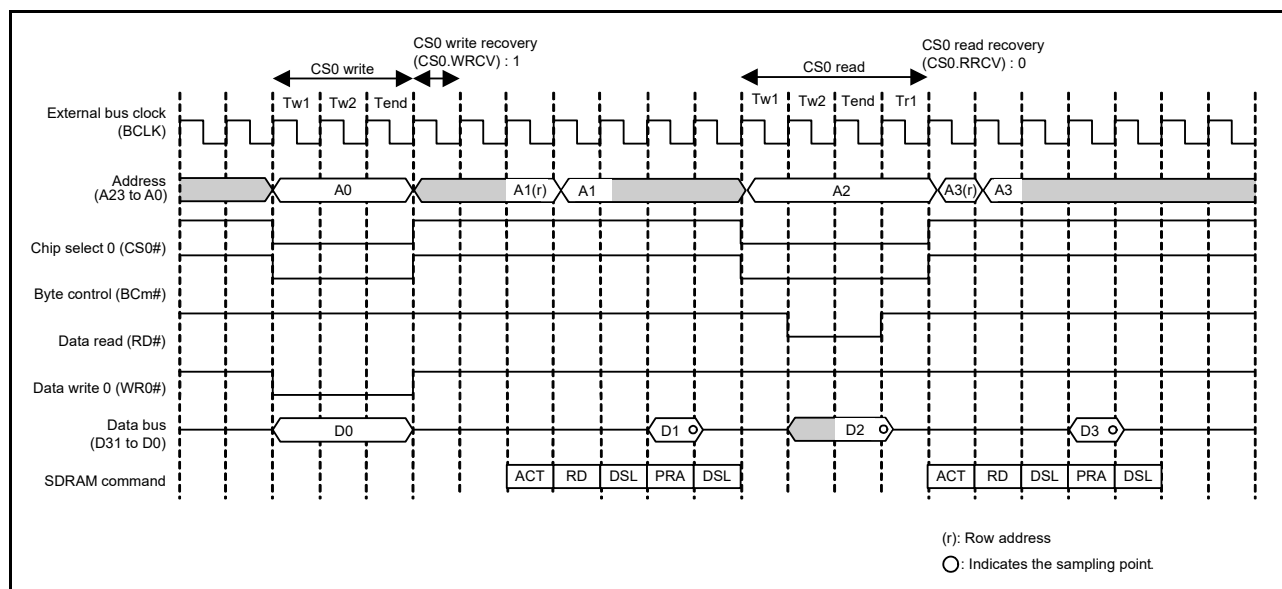 CS0 write recovery
(CS0.WRCV) : 1
CS0 read recovery
(CS0.RRCV) : 0
CS0 write
CS0 read
Tw1 Tw2 Tend
Tw1 Tw2 Tend Tr1
External bus clock
(BCLK)
Address
(A23 to A0)
A0 A1(r) A1 A2 A3(r) A3
Chip select 0 (CS0#)
Byte control (BCm#)
Data read (RD#)
Data write 0 (WR0#)
Data bus
(D31 to D0)
D0 D1 D2 D3
SDRAM command
ACT RD DSL PRA DSL ACT RD DSL PRA DSL
(r): Row address
: Indicates the sampling point.